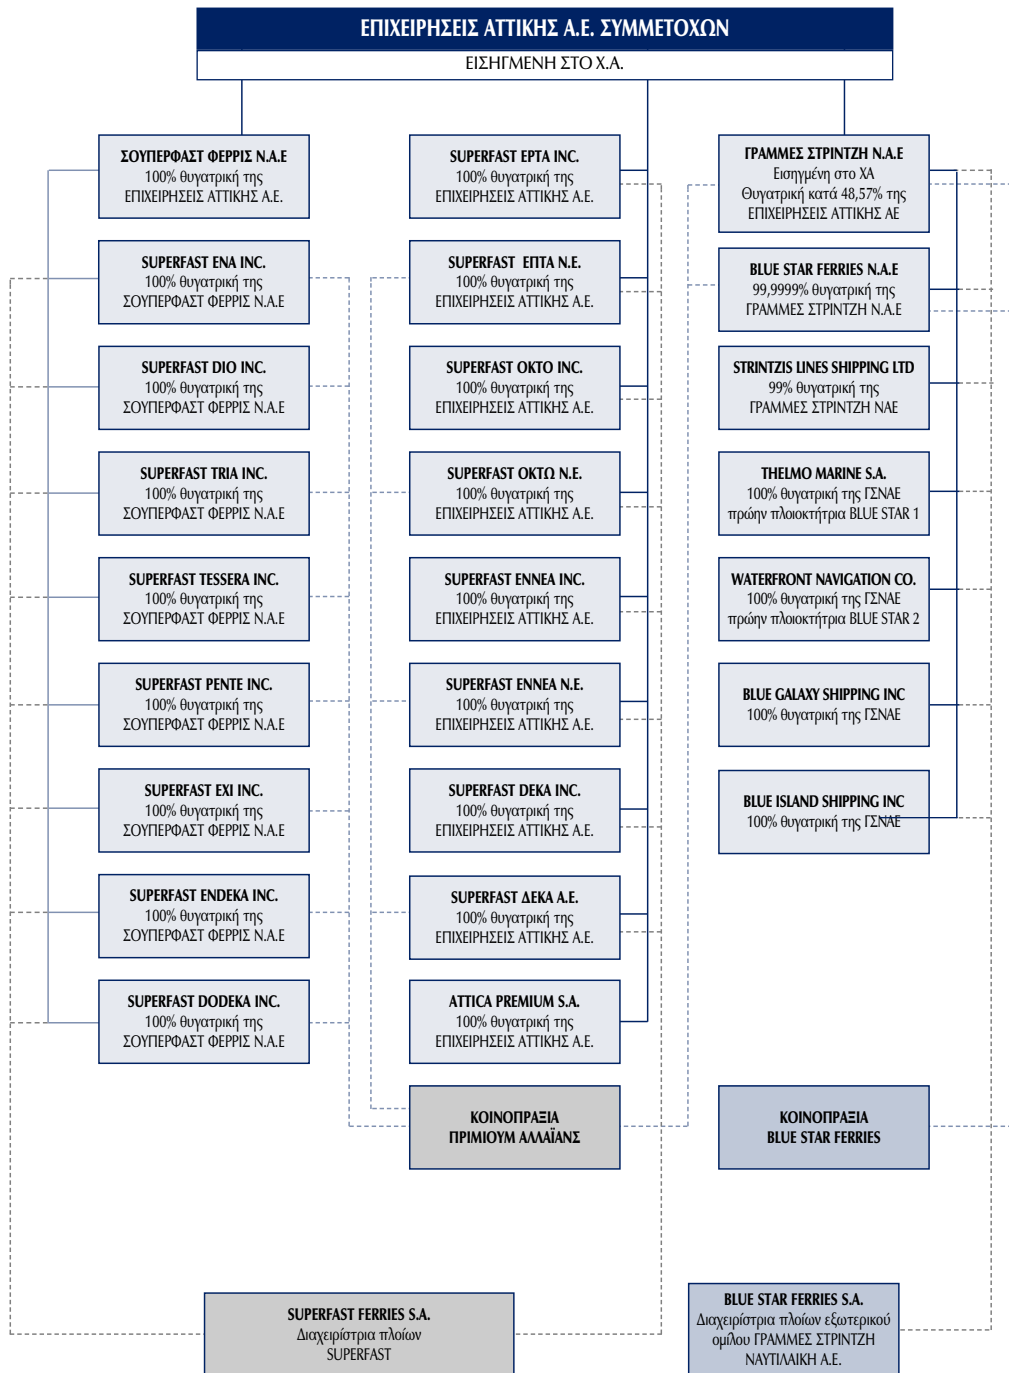 ΕΠΙΧΕΙΡΗΣΕΙΣ ΑΤΤΙΚΗΣ Α.Ε. ΣΥΜΜΕΤΟΧΩΝ
ΕΙΣΗΓΜΕΝΗ ΣΤΟ Χ.Α.
ΣΟΥΠΕΡΦΑΣΤ ΦΕΡΡΙΣ Ν.Α.Ε
100% θυγατρική της
ΕΠΙΧΕΙΡΗΣΕΙΣ ΑΤΤΙΚΗΣ Α.Ε.
SUPERFAST ENA INC.
100% θυγατρική της
ΣΟΥΠΕΡΦΑΣΤ ΦΕΡΡΙΣ Ν.Α.Ε
SUPERFAST DIO INC.
100% θυγατρική της
ΣΟΥΠΕΡΦΑΣΤ ΦΕΡΡΙΣ Ν.Α.Ε
SUPERFAST TRIA INC.
100% θυγατρική της
ΣΟΥΠΕΡΦΑΣΤ ΦΕΡΡΙΣ Ν.Α.Ε
SUPERFAST TESSERA INC.
100% θυγατρική της
ΣΟΥΠΕΡΦΑΣΤ ΦΕΡΡΙΣ Ν.Α.Ε
SUPERFAST PENTE INC.
100% θυγατρική της
ΣΟΥΠΕΡΦΑΣΤ ΦΕΡΡΙΣ Ν.Α.Ε
SUPERFAST EXI INC.
100% θυγατρική της
ΣΟΥΠΕΡΦΑΣΤ ΦΕΡΡΙΣ Ν.Α.Ε
SUPERFAST ENDEKA INC.
100% θυγατρική της
ΣΟΥΠΕΡΦΑΣΤ ΦΕΡΡΙΣ Ν.Α.Ε
SUPERFAST DODEKA INC.
100% θυγατρική της
ΣΟΥΠΕΡΦΑΣΤ ΦΕΡΡΙΣ Ν.Α.Ε
SUPERFAST EPTA INC.
100% θυγατρική της
ΕΠΙΧΕΙΡΗΣΕΙΣ ΑΤΤΙΚΗΣ Α.Ε.
SUPERFAST ΕΠΤΑ Ν.Ε.
100% θυγατρική της
ΕΠΙΧΕΙΡΗΣΕΙΣ ΑΤΤΙΚΗΣ Α.Ε.
SUPERFAST OKTO INC.
100% θυγατρική της
ΕΠΙΧΕΙΡΗΣΕΙΣ ΑΤΤΙΚΗΣ Α.Ε.
SUPERFAST ΟΚΤΩ Ν.Ε.
100% θυγατρική της
ΕΠΙΧΕΙΡΗΣΕΙΣ ΑΤΤΙΚΗΣ Α.Ε.
SUPERFAST ENNEA INC.
100% θυγατρική της
ΕΠΙΧΕΙΡΗΣΕΙΣ ΑΤΤΙΚΗΣ Α.Ε.
SUPERFAST ENNEA N.E.
100% θυγατρική της
ΕΠΙΧΕΙΡΗΣΕΙΣ ΑΤΤΙΚΗΣ Α.Ε.
SUPERFAST DEKA INC.
100% θυγατρική της
ΕΠΙΧΕΙΡΗΣΕΙΣ ΑΤΤΙΚΗΣ Α.Ε.
SUPERFAST ΔΕΚΑ Α.Ε.
100% θυγατρική της
ΕΠΙΧΕΙΡΗΣΕΙΣ ΑΤΤΙΚΗΣ Α.Ε.
ATTICA PREMIUM S.A.
100% θυγατρική της
ΕΠΙΧΕΙΡΗΣΕΙΣ ΑΤΤΙΚΗΣ Α.Ε.
ΚΟΙΝΟΠΡΑΞΙΑ
ΠΡΙΜΙΟΥΜ ΑΛΛΑΪΑΝΣ
ΓΡΑΜΜΕΣ ΣΤΡΙΝΤΖΗ Ν.Α.Ε
Εισηγμένη στο ΧΑ
Θυγατρική κατά 48,57% της
ΕΠΙΧΕΙΡΗΣΕΙΣ ΑΤΤΙΚΗΣ ΑΕ
BLUE STAR FERRIES N.A.E
99,9999% θυγατρική της
ΓΡΑΜΜΕΣ ΣΤΡΙΝΤΖΗ Ν.Α.Ε
STRINTZIS LINES SHIPPING LTD
99% θυγατρική της
ΓΡΑΜΜΕΣ ΣΤΡΙΝΤΖΗ ΝΑΕ
THELMO MARINE S.A.
100% θυγατρική της ΓΣΝΑΕ
πρώην πλοιοκτήτρια BLUE STAR 1
WATERFRONT NAVIGATION CO.
100% θυγατρική της ΓΣΝΑΕ
πρώην πλοιοκτήτρια BLUE STAR 2
BLUE GALAXY SHIPPING INC
100% θυγατρική της ΓΣΝΑΕ
BLUE ISLAND SHIPPING INC
100% θυγατρική της ΓΣΝΑΕ
ΚΟΙΝΟΠΡΑΞΙΑ
BLUE STAR FERRIES
SUPERFAST FERRIES S.A.
Διαχειρίστρια πλοίων
SUPERFAST
BLUE STAR FERRIES S.A.
Διαχειρίστρια πλοίων εξωτερικού
ομίλου ΓΡΑΜΜΕΣ ΣΤΡΙΝΤΖΗ
ΝΑΥΤΙΛΑΙΚΗ Α.Ε.